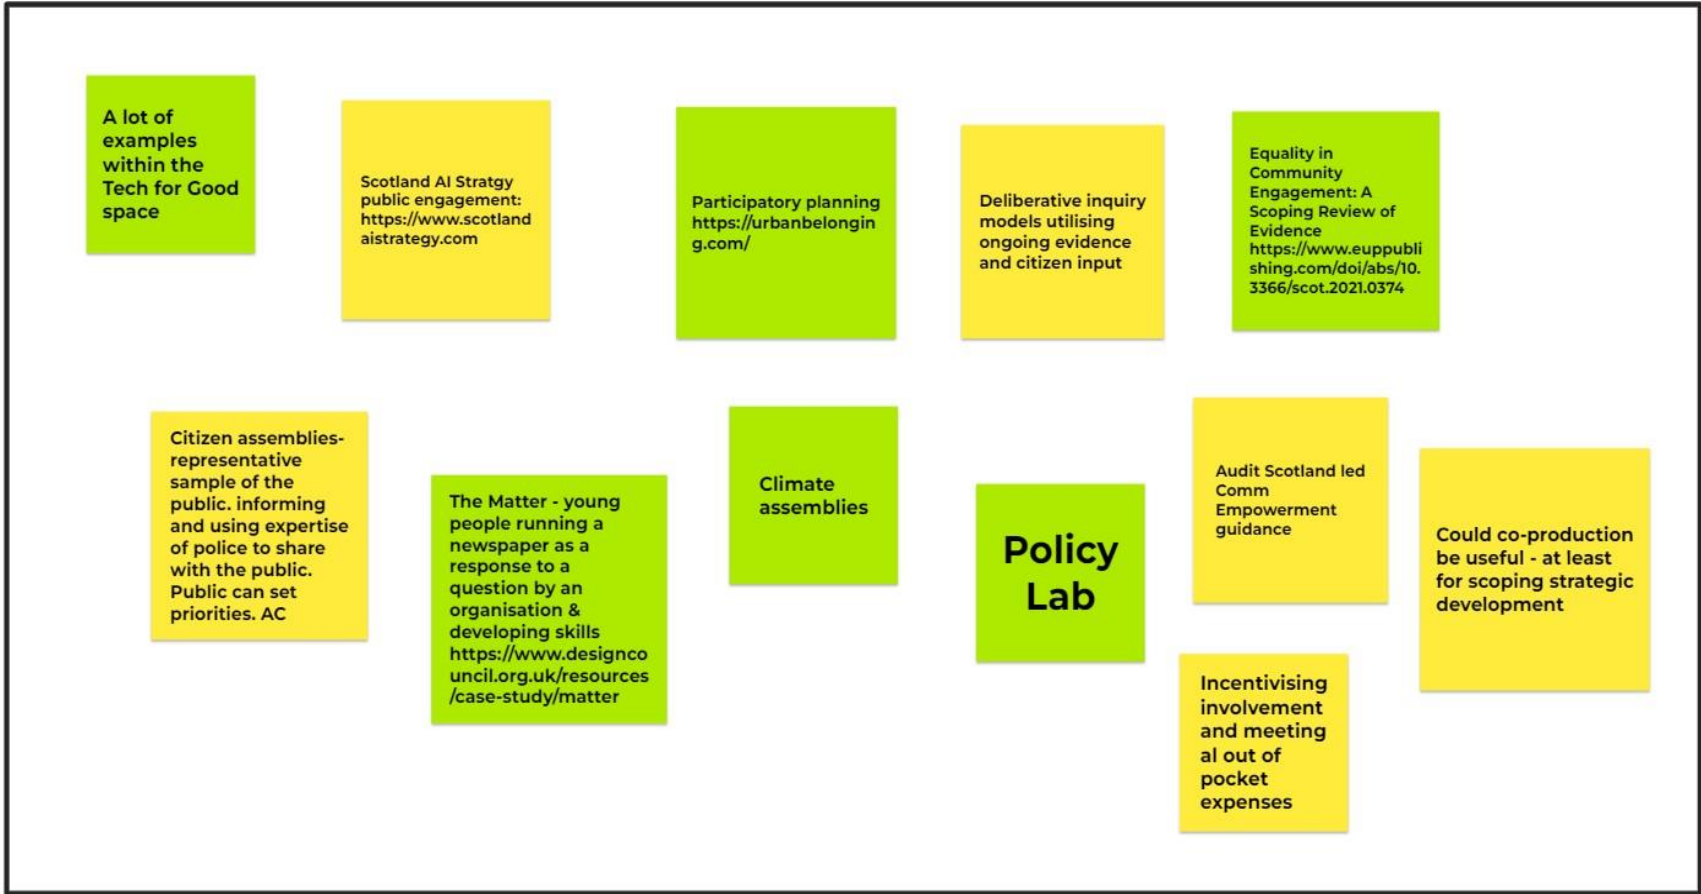 A lot of
examples
within the
Tech for Good
space
Scotland AI Stratgy
public engagement:
https://www.scotland
aistrategy.com
Participatory planning
https://urbanbelongin
g.com/
Deliberative inquiry
models utilising
ongoing evidence
and citizen input
Equality in
Community
Engagement: A
Scoping Review of
Evidence
https://www.euppubli
shing.com/doi/abs/10.
3366/scot.2021.0374
Citizen assemblies-
representative
sample of the
public. informing
and using expertise
of police to share
with the public.
Public can set
priorities. AC
The Matter - young
people running a
newspaper as a
response to a
question by an
organisation &
developing skills
https://www.designco
uncil.org.uk/resources
/case-study/matter
Climate
assemblies
Policy
Lab
Audit Scotland led
Comm
Empowerment
guidance
Could co-production
be useful - at least
for scoping strategic
development
Incentivising
involvement
and meeting
al out of
pocket
expenses